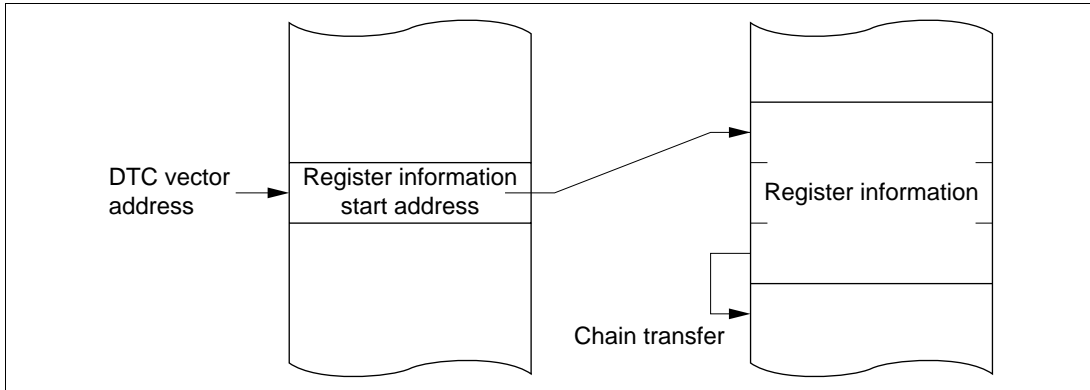 DTC vector
address
Register information
start address
Register information
Chain transfer